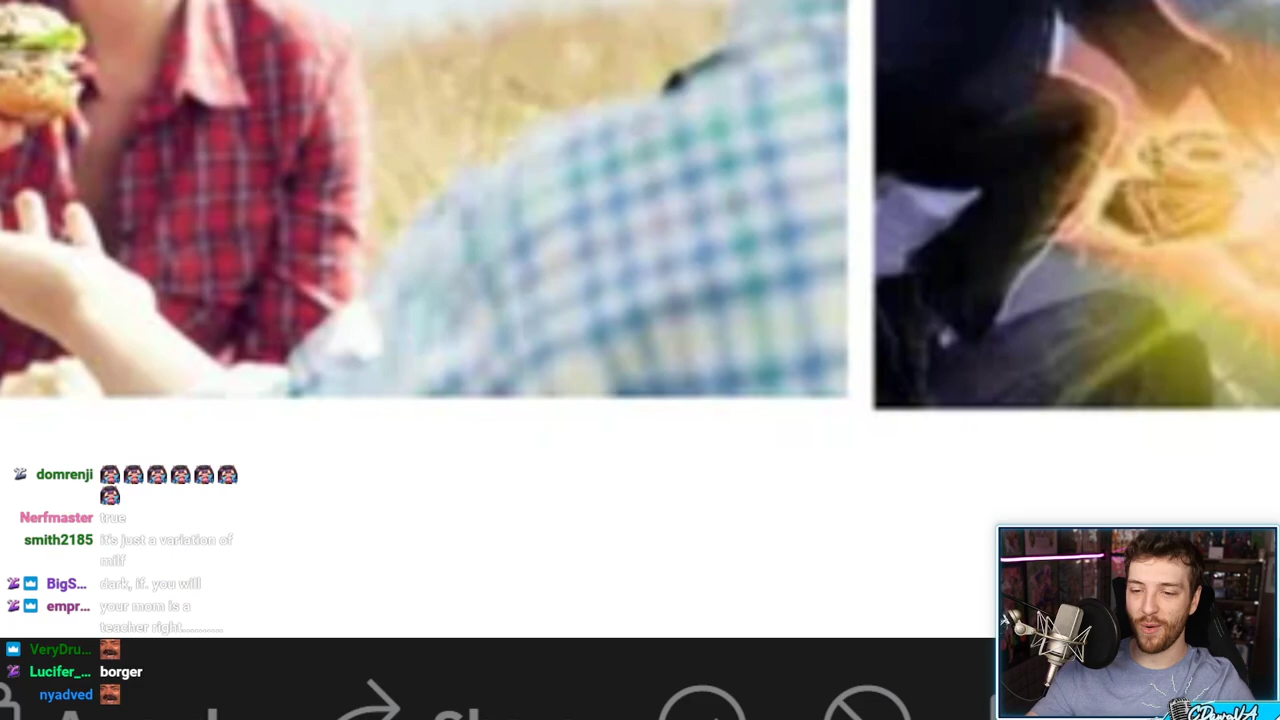 domrenji
Nerfmaster true
smith2185 it's just a variation of
milf
BigS... dark, if. you will
empr... your mom is a
teacher right..........
VeryDru...
Lucifer_... borger
nyadved
CDawgVA